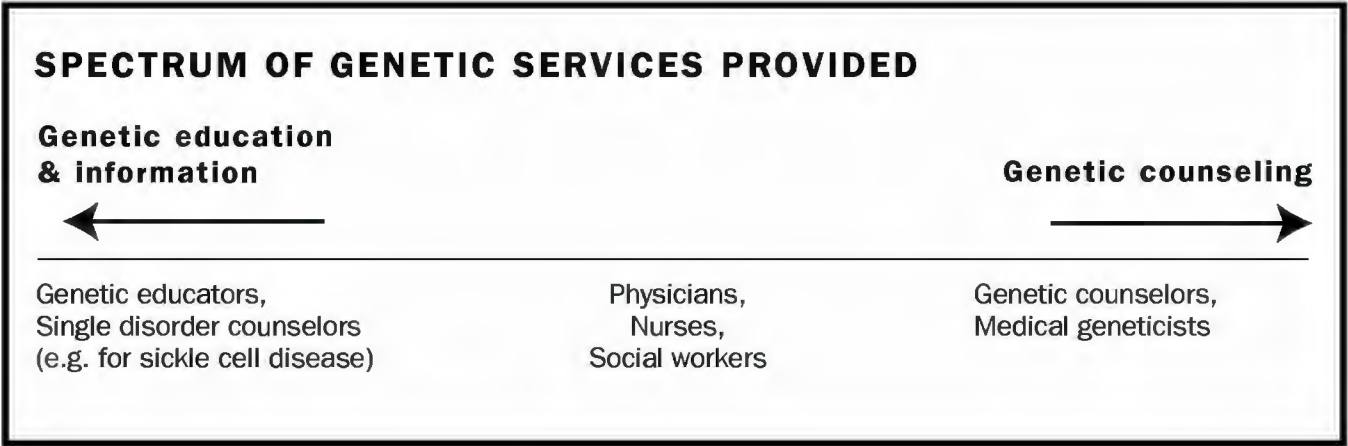 SPECTRUM OF GENETIC SERVICES PROVIDED
Genetic education
& information
Genetic counseling
Genetic educators,
Single disorder counselors
(e.g. for sickle cell disease)
Physicians,
Nurses,
Social workers
Genetic counselors,
Medical geneticists